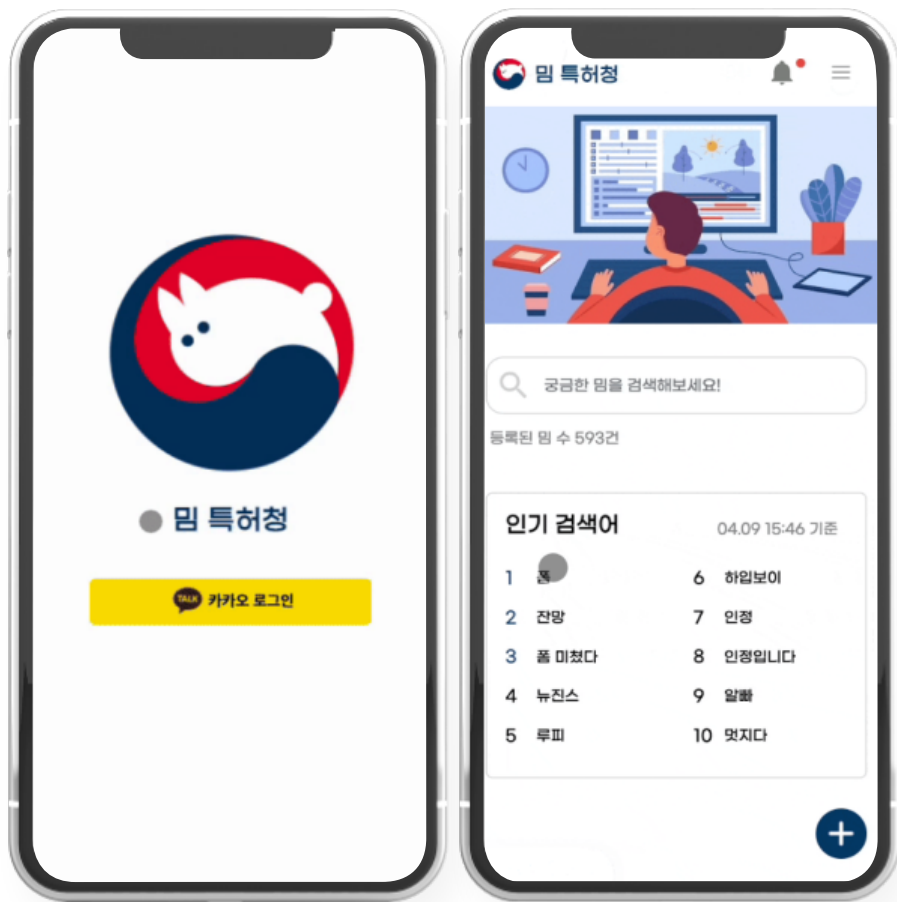 밈 특허청
TALK 카카오 로그인
밈 특허청
궁금한 밈을 검색해보세요!
등록된 밈 수 593건
인기 검색어
04.09 15:46 기준
1 폼
2 잔망
3 폼 미쳤다
4 뉴진스
5 루피
6 하입보이
7 인정
8 인정입니다
9 알빠
10 멋지다